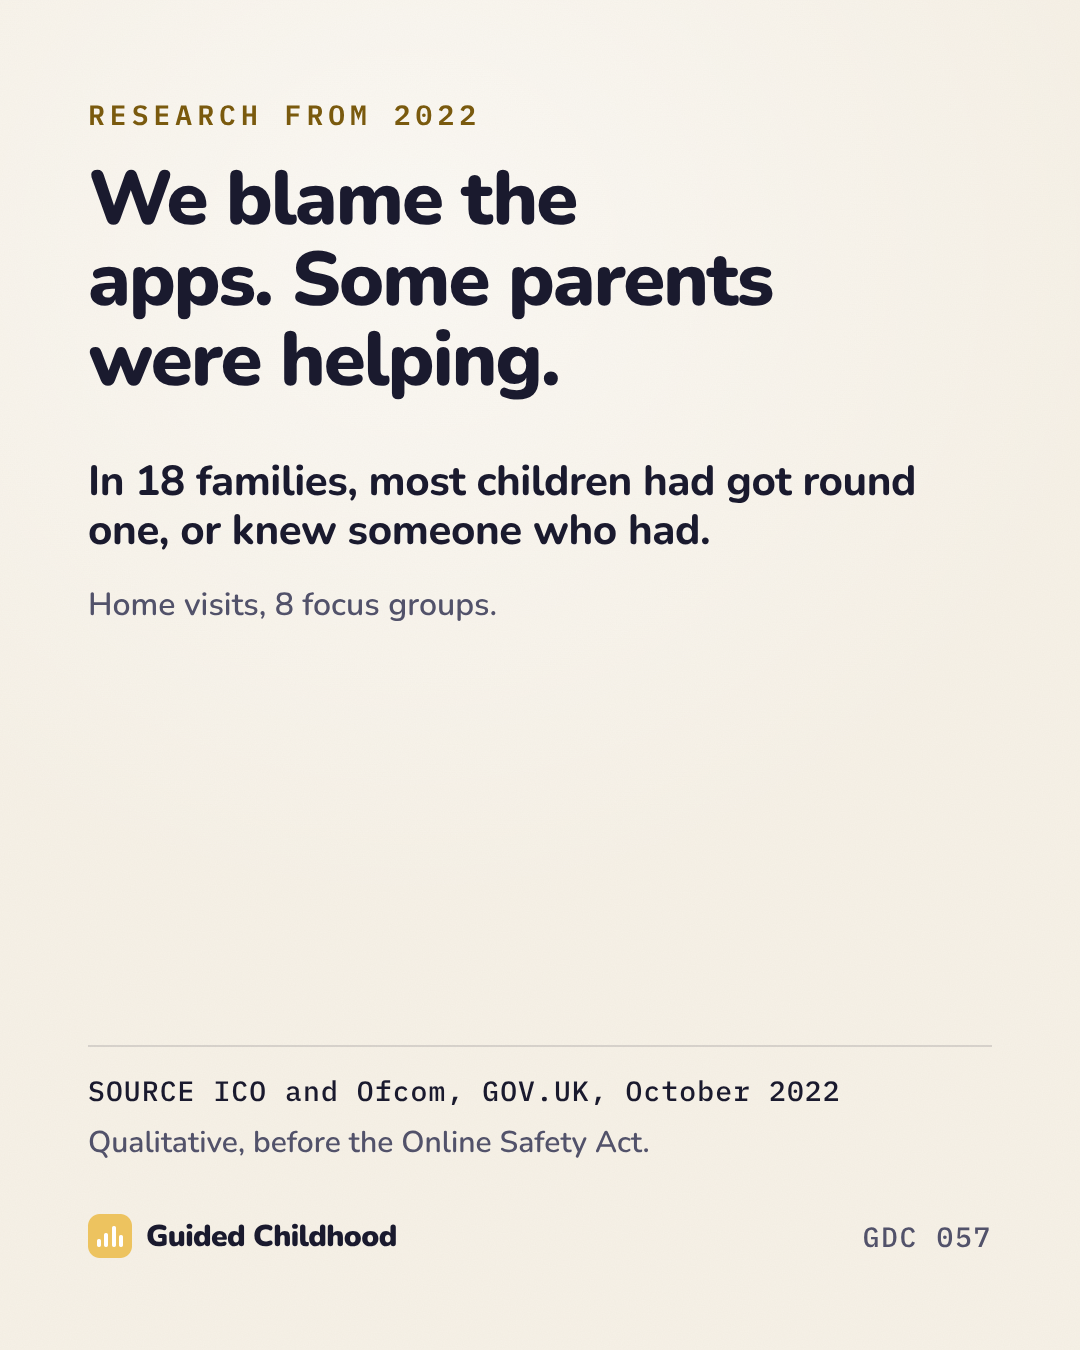 RESEARCH FROM 2022
We blame the
apps. Some parents
were helping.
In 18 families, most children had got round
one, or knew someone who had.
Home visits, 8 focus groups.
SOURCE ICO and Ofcom, GOV.UK, October 2022
Qualitative, before the Online Safety Act.
Guided Childhood
GDC 057